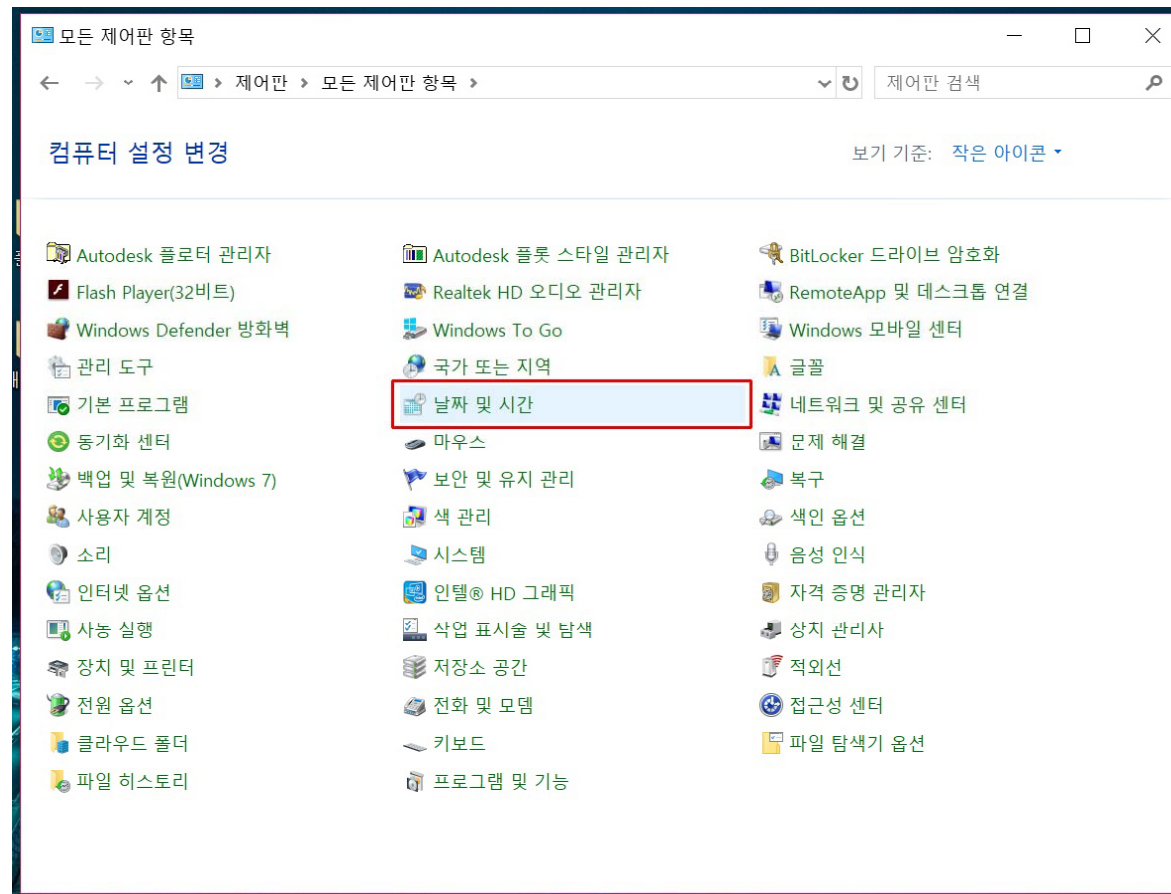 모든 제어판 항목
제어판 모든 제어판 항목 제어판 검색
컴퓨터 설정 변경 보기 기준: 작은 아이콘
Autodesk 플로터 관리자 Autodesk 플롯 스타일 관리자 BitLocker 드라이브 암호화
Flash Player(32비트) Realtek HD 오디오 관리자 RemoteApp 및 데스크톱 연결
Windows Defender 방화벽 Windows To Go Windows 모바일 센터
관리 도구 국가 또는 지역 글꼴
기본 프로그램 날짜 및 시간 네트워크 및 공유 센터
동기화 센터 마우스 문제 해결
백업 및 복원(Windows 7) 보안 및 유지 관리 복구
사용자 계정 색 관리 색인 옵션
소리 시스템 음성 인식
인터넷 옵션 인텔® HD 그래픽 자격 증명 관리자
사농 실행 삭업 표시술 및 탐색 상치 관리사
장치 및 프린터 저장소 공간 적외선
전원 옵션 전화 및 모뎀 접근성 센터
클라우드 폴더 키보드 파일 탐색기 옵션
파일 히스토리 프로그램 및 기능